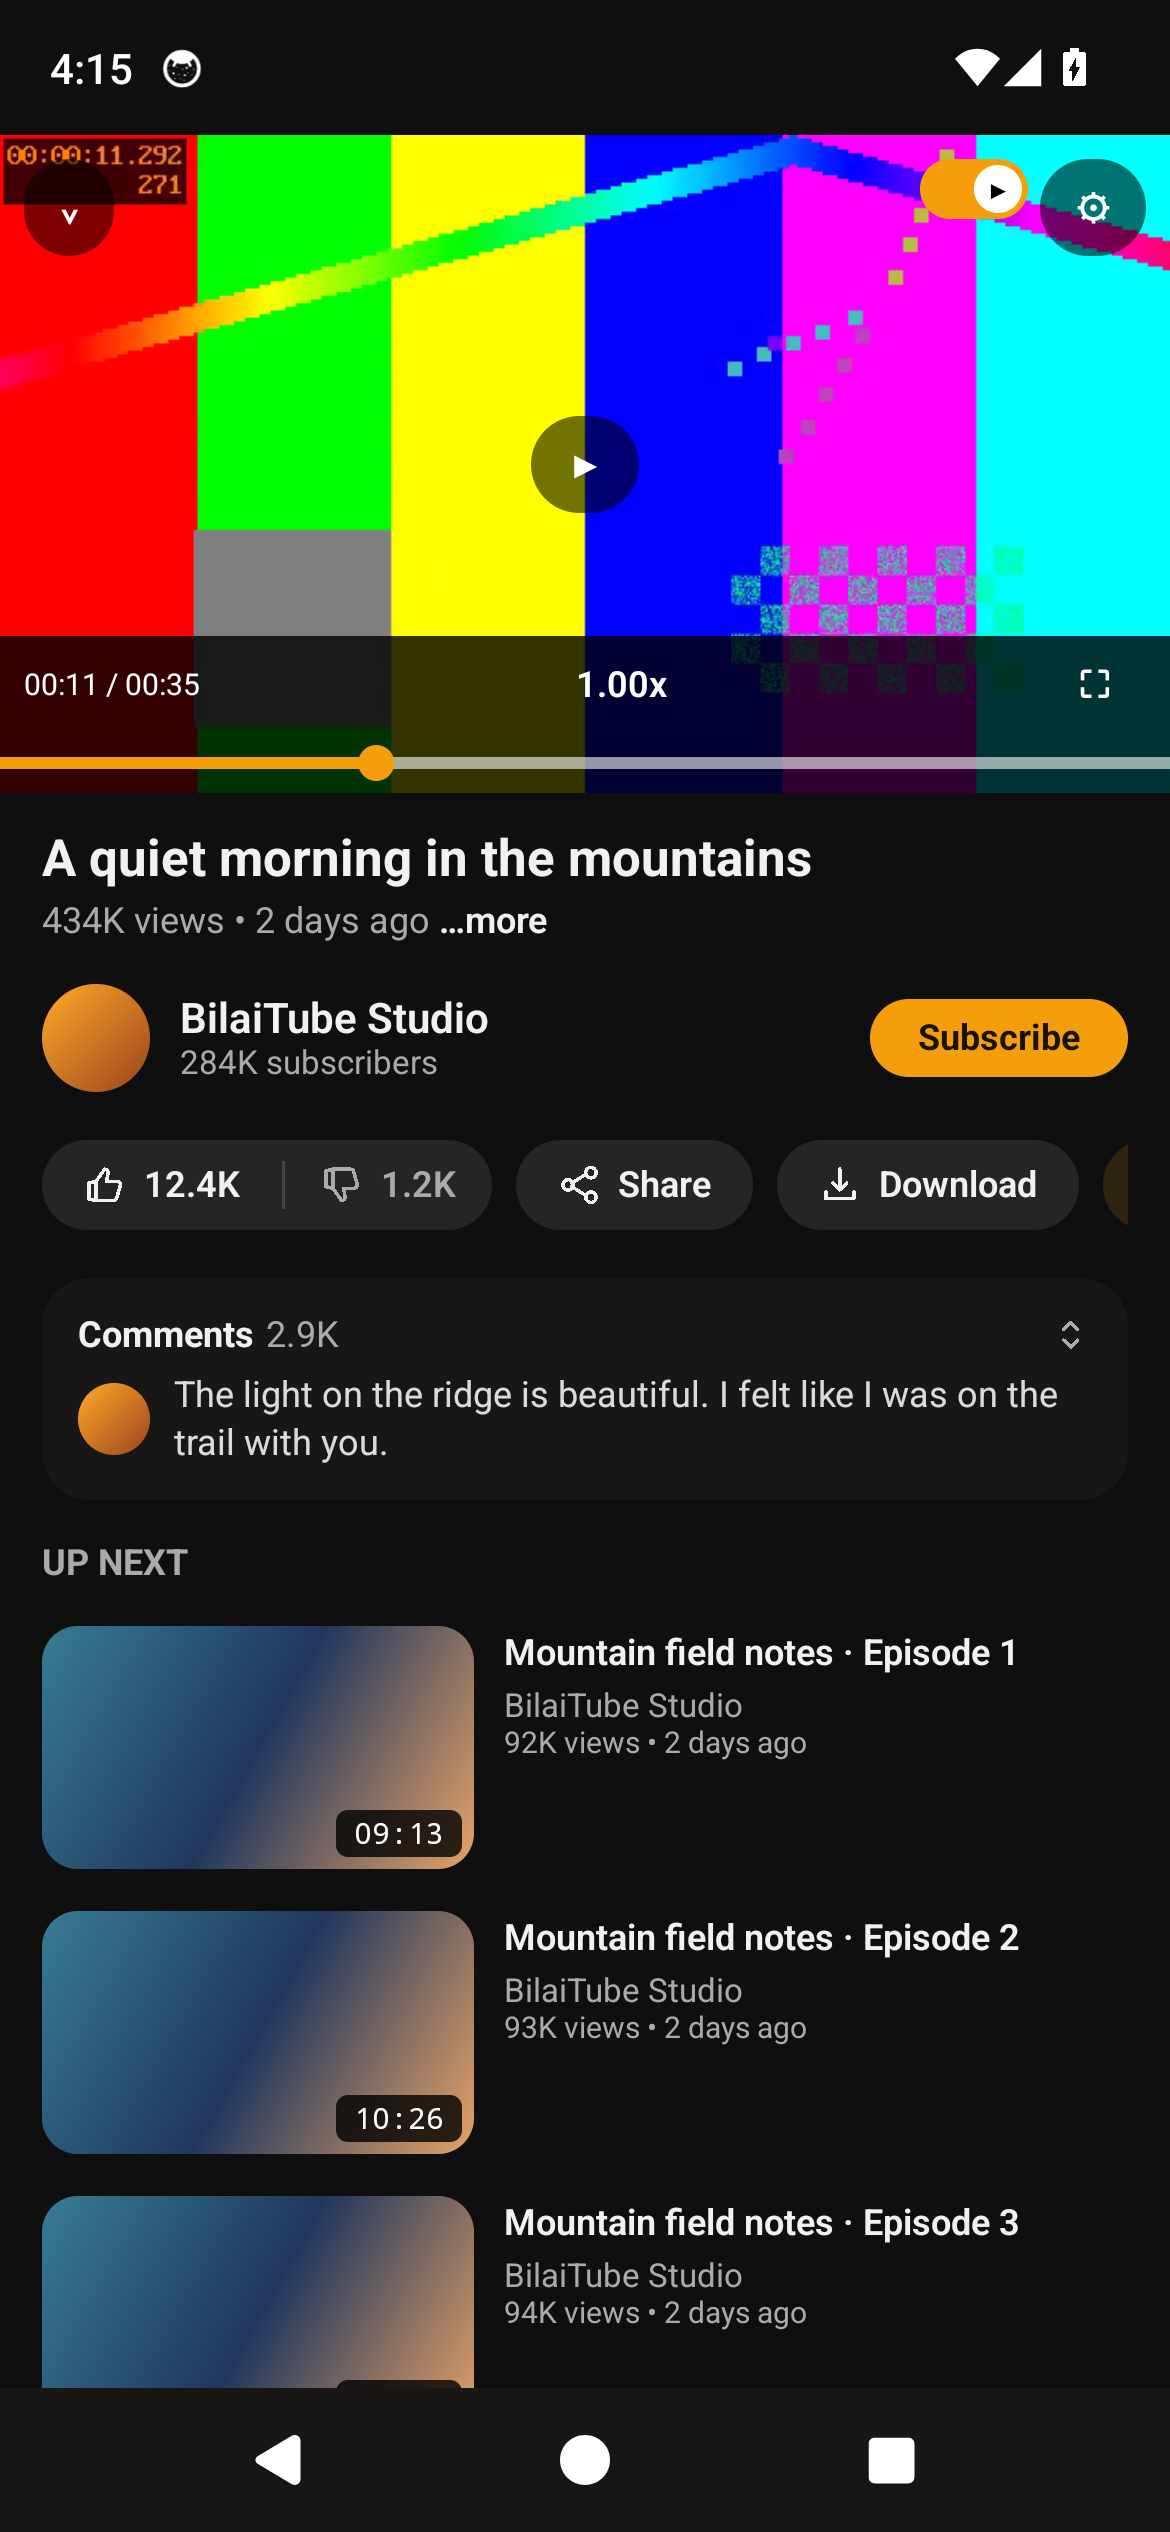 4:15
00:00:11.292
271
00:11 / 00:35
1.00x
A quiet morning in the mountains
434K views • 2 days ago ...more
BilaiTube Studio
284K subscribers
Subscribe
12.4K
1.2K
Share
Download
Comments 2.9K
The light on the ridge is beautiful. I felt like I was on the
trail with you.
UP NEXT
Mountain field notes · Episode 1
BilaiTube Studio
92K views • 2 days ago
09:13
Mountain field notes · Episode 2
BilaiTube Studio
93K views • 2 days ago
10:26
Mountain field notes · Episode 3
BilaiTube Studio
94K views • 2 days ago